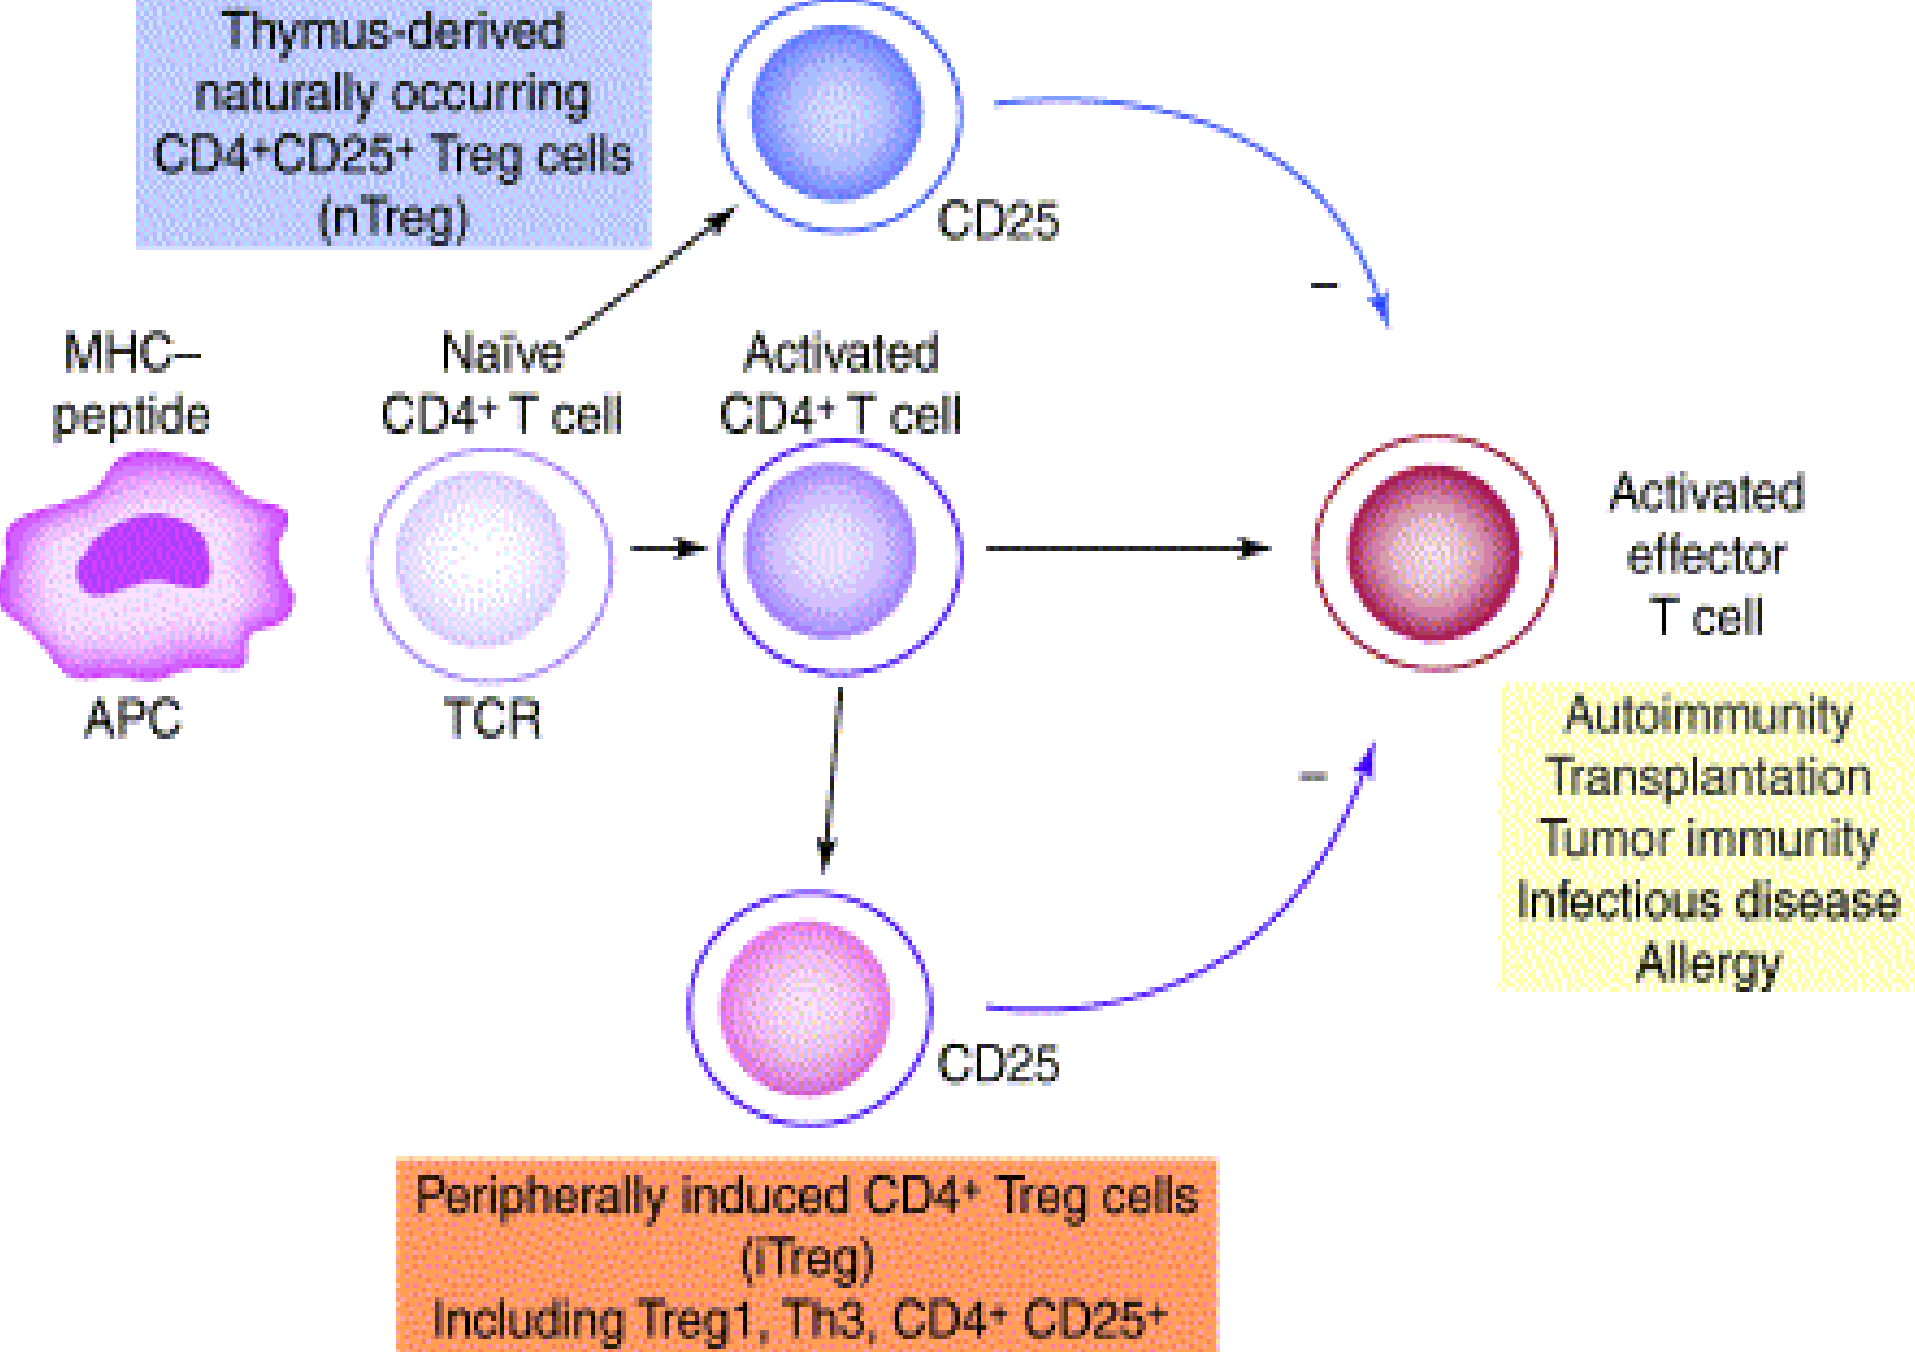 Thymus-derived
naturally occurring
CD4⁺CD25⁺ Treg cells
(nTreg)
CD25
–
MHC–
peptide
Naïve
CD4⁺ T cell
Activated
CD4⁺ T cell
APC
TCR
Activated
effector
T cell
Autoimmunity
Transplantation
Tumor immunity
Infectious disease
Allergy
–
CD25
Peripherally induced CD4⁺ Treg cells
(iTreg)
Including Treg1, Th3, CD4⁺ CD25⁺